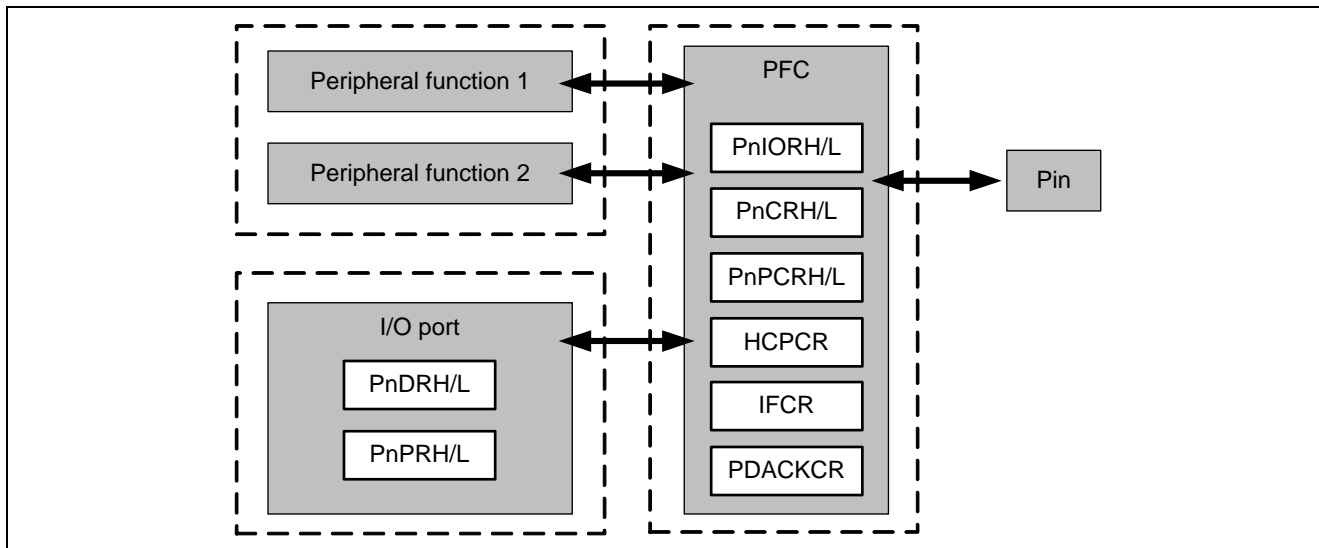 Peripheral function 1
Peripheral function 2
I/O port
PnDRH/L
PnPRH/L
PFC
PnIORH/L
PnCRH/L
PnPCRH/L
HCPCR
IFCR
PDACKCR
Pin